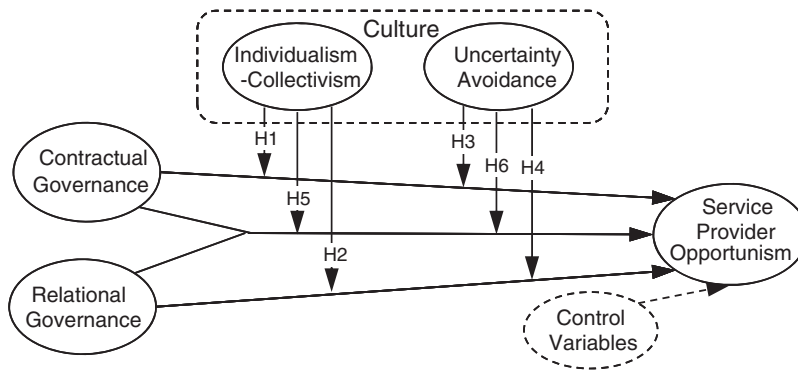 Culture
Individualism
-Collectivism
Uncertainty
Avoidance
H1
H3
H6
H4
Contractual
Governance
H5
H2
Service
Provider
Opportunism
Relational
Governance
Control
Variables